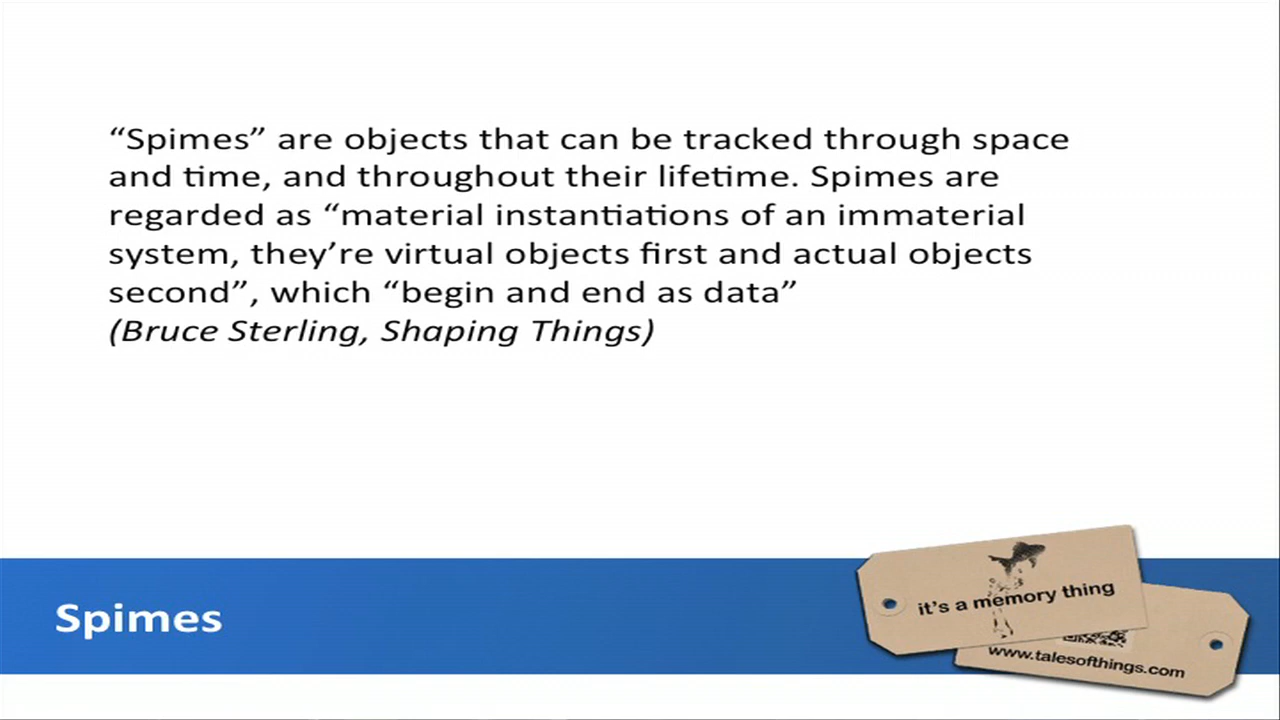 “Spimes” are objects that can be tracked through space
and time, and throughout their lifetime. Spimes are
regarded as “material instantiations of an immaterial
system, they’re virtual objects first and actual objects
second”, which “begin and end as data”
(Bruce Sterling, Shaping Things)
Spimes
it's a memory thing
www.talesofthings.com